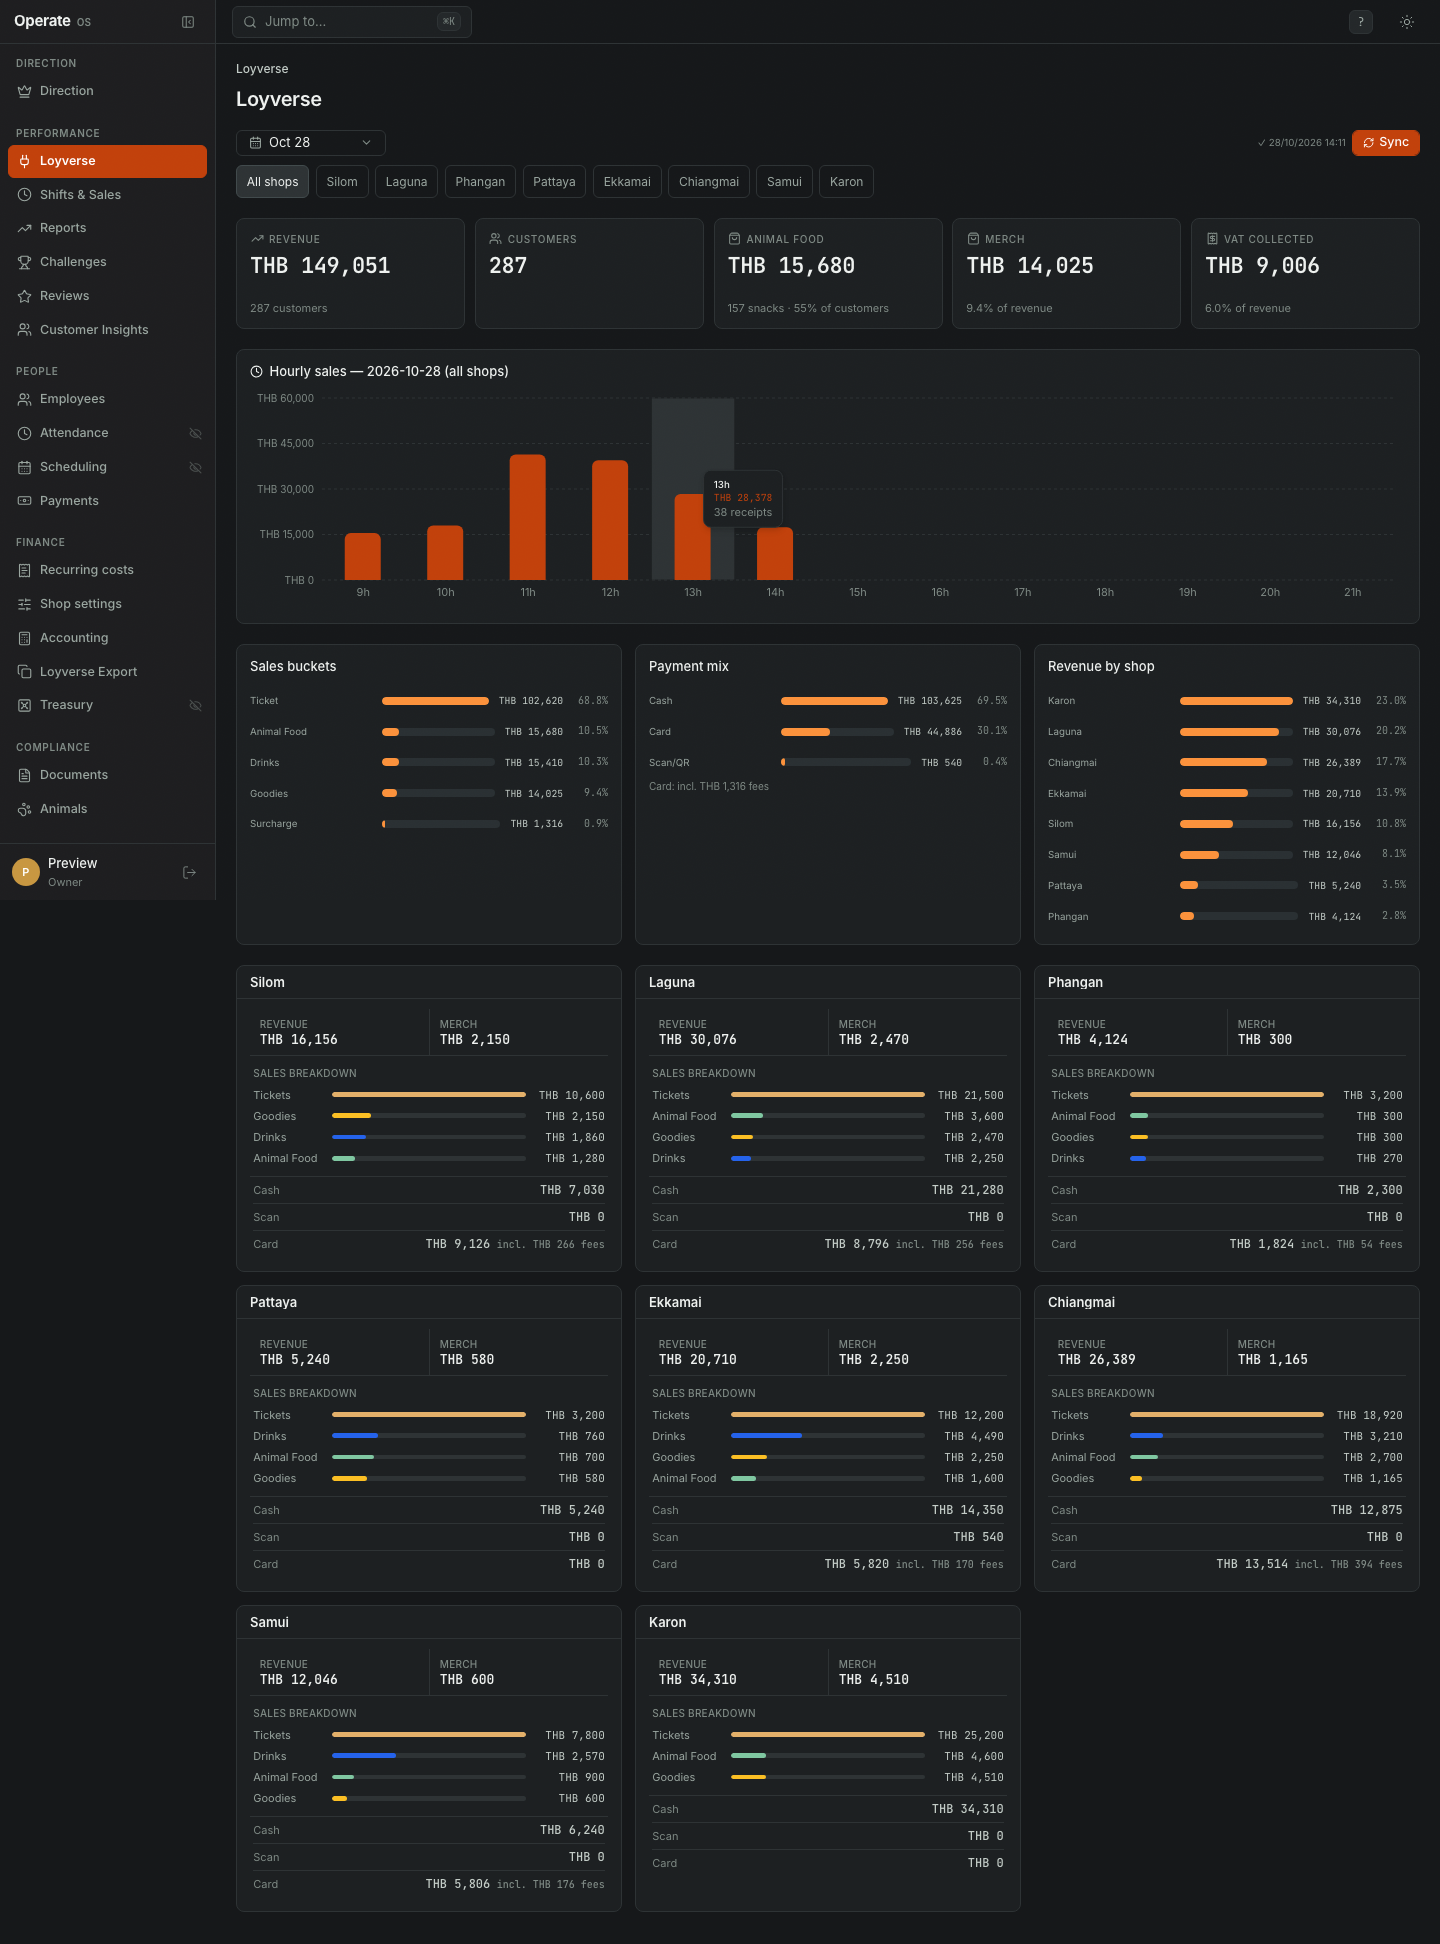 Operate os
Jump to...
⌘K
?
DIRECTION
Direction
PERFORMANCE
Loyverse
Shifts & Sales
Reports
Challenges
Reviews
Customer Insights
PEOPLE
Employees
Attendance
Scheduling
Payments
FINANCE
Recurring costs
Shop settings
Accounting
Loyverse Export
Treasury
COMPLIANCE
Documents
Animals
P
Preview
Owner
Loyverse
Loyverse
Oct 28
✓ 28/10/2026 14:11
Sync
All shops Silom Laguna Phangan Pattaya Ekkamai Chiangmai Samui Karon
REVENUE
THB 149,051
287 customers
CUSTOMERS
287
ANIMAL FOOD
THB 15,680
157 snacks · 55% of customers
MERCH
THB 14,025
9.4% of revenue
VAT COLLECTED
THB 9,006
6.0% of revenue
Hourly sales — 2026-10-28 (all shops)
THB 60,000
THB 45,000
THB 30,000
THB 15,000
THB 0
13h
THB 28,378
38 receipts
9h 10h 11h 12h 13h 14h 15h 16h 17h 18h 19h 20h 21h
Sales buckets
Ticket THB 102,620 68.8%
Animal Food THB 15,680 10.5%
Drinks THB 15,410 10.3%
Goodies THB 14,025 9.4%
Surcharge THB 1,316 0.9%
Payment mix
Cash THB 103,625 69.5%
Card THB 44,886 30.1%
Scan/QR THB 540 0.4%
Card: incl. THB 1,316 fees
Revenue by shop
Karon THB 34,310 23.0%
Laguna THB 30,076 20.2%
Chiangmai THB 26,389 17.7%
Ekkamai THB 20,710 13.9%
Silom THB 16,156 10.8%
Samui THB 12,046 8.1%
Pattaya THB 5,240 3.5%
Phangan THB 4,124 2.8%
Silom
REVENUE MERCH
THB 16,156 THB 2,150
SALES BREAKDOWN
Tickets THB 10,600
Goodies THB 2,150
Drinks THB 1,860
Animal Food THB 1,280
Cash THB 7,030
Scan THB 0
Card THB 9,126 incl. THB 266 fees
Laguna
REVENUE MERCH
THB 30,076 THB 2,470
SALES BREAKDOWN
Tickets THB 21,500
Animal Food THB 3,600
Goodies THB 2,470
Drinks THB 2,250
Cash THB 21,280
Scan THB 0
Card THB 8,796 incl. THB 256 fees
Phangan
REVENUE MERCH
THB 4,124 THB 300
SALES BREAKDOWN
Tickets THB 3,200
Animal Food THB 300
Goodies THB 300
Drinks THB 270
Cash THB 2,300
Scan THB 0
Card THB 1,824 incl. THB 54 fees
Pattaya
REVENUE MERCH
THB 5,240 THB 580
SALES BREAKDOWN
Tickets THB 3,200
Drinks THB 760
Animal Food THB 700
Goodies THB 580
Cash THB 5,240
Scan THB 0
Card THB 0
Ekkamai
REVENUE MERCH
THB 20,710 THB 2,250
SALES BREAKDOWN
Tickets THB 12,200
Drinks THB 4,490
Goodies THB 2,250
Animal Food THB 1,600
Cash THB 14,350
Scan THB 540
Card THB 5,820 incl. THB 170 fees
Chiangmai
REVENUE MERCH
THB 26,389 THB 1,165
SALES BREAKDOWN
Tickets THB 18,920
Drinks THB 3,210
Animal Food THB 2,700
Goodies THB 1,165
Cash THB 12,875
Scan THB 0
Card THB 13,514 incl. THB 394 fees
Samui
REVENUE MERCH
THB 12,046 THB 600
SALES BREAKDOWN
Tickets THB 7,800
Drinks THB 2,570
Animal Food THB 900
Goodies THB 600
Cash THB 6,240
Scan THB 0
Card THB 5,806 incl. THB 176 fees
Karon
REVENUE MERCH
THB 34,310 THB 4,510
SALES BREAKDOWN
Tickets THB 25,200
Animal Food THB 4,600
Goodies THB 4,510
Cash THB 34,310
Scan THB 0
Card THB 0